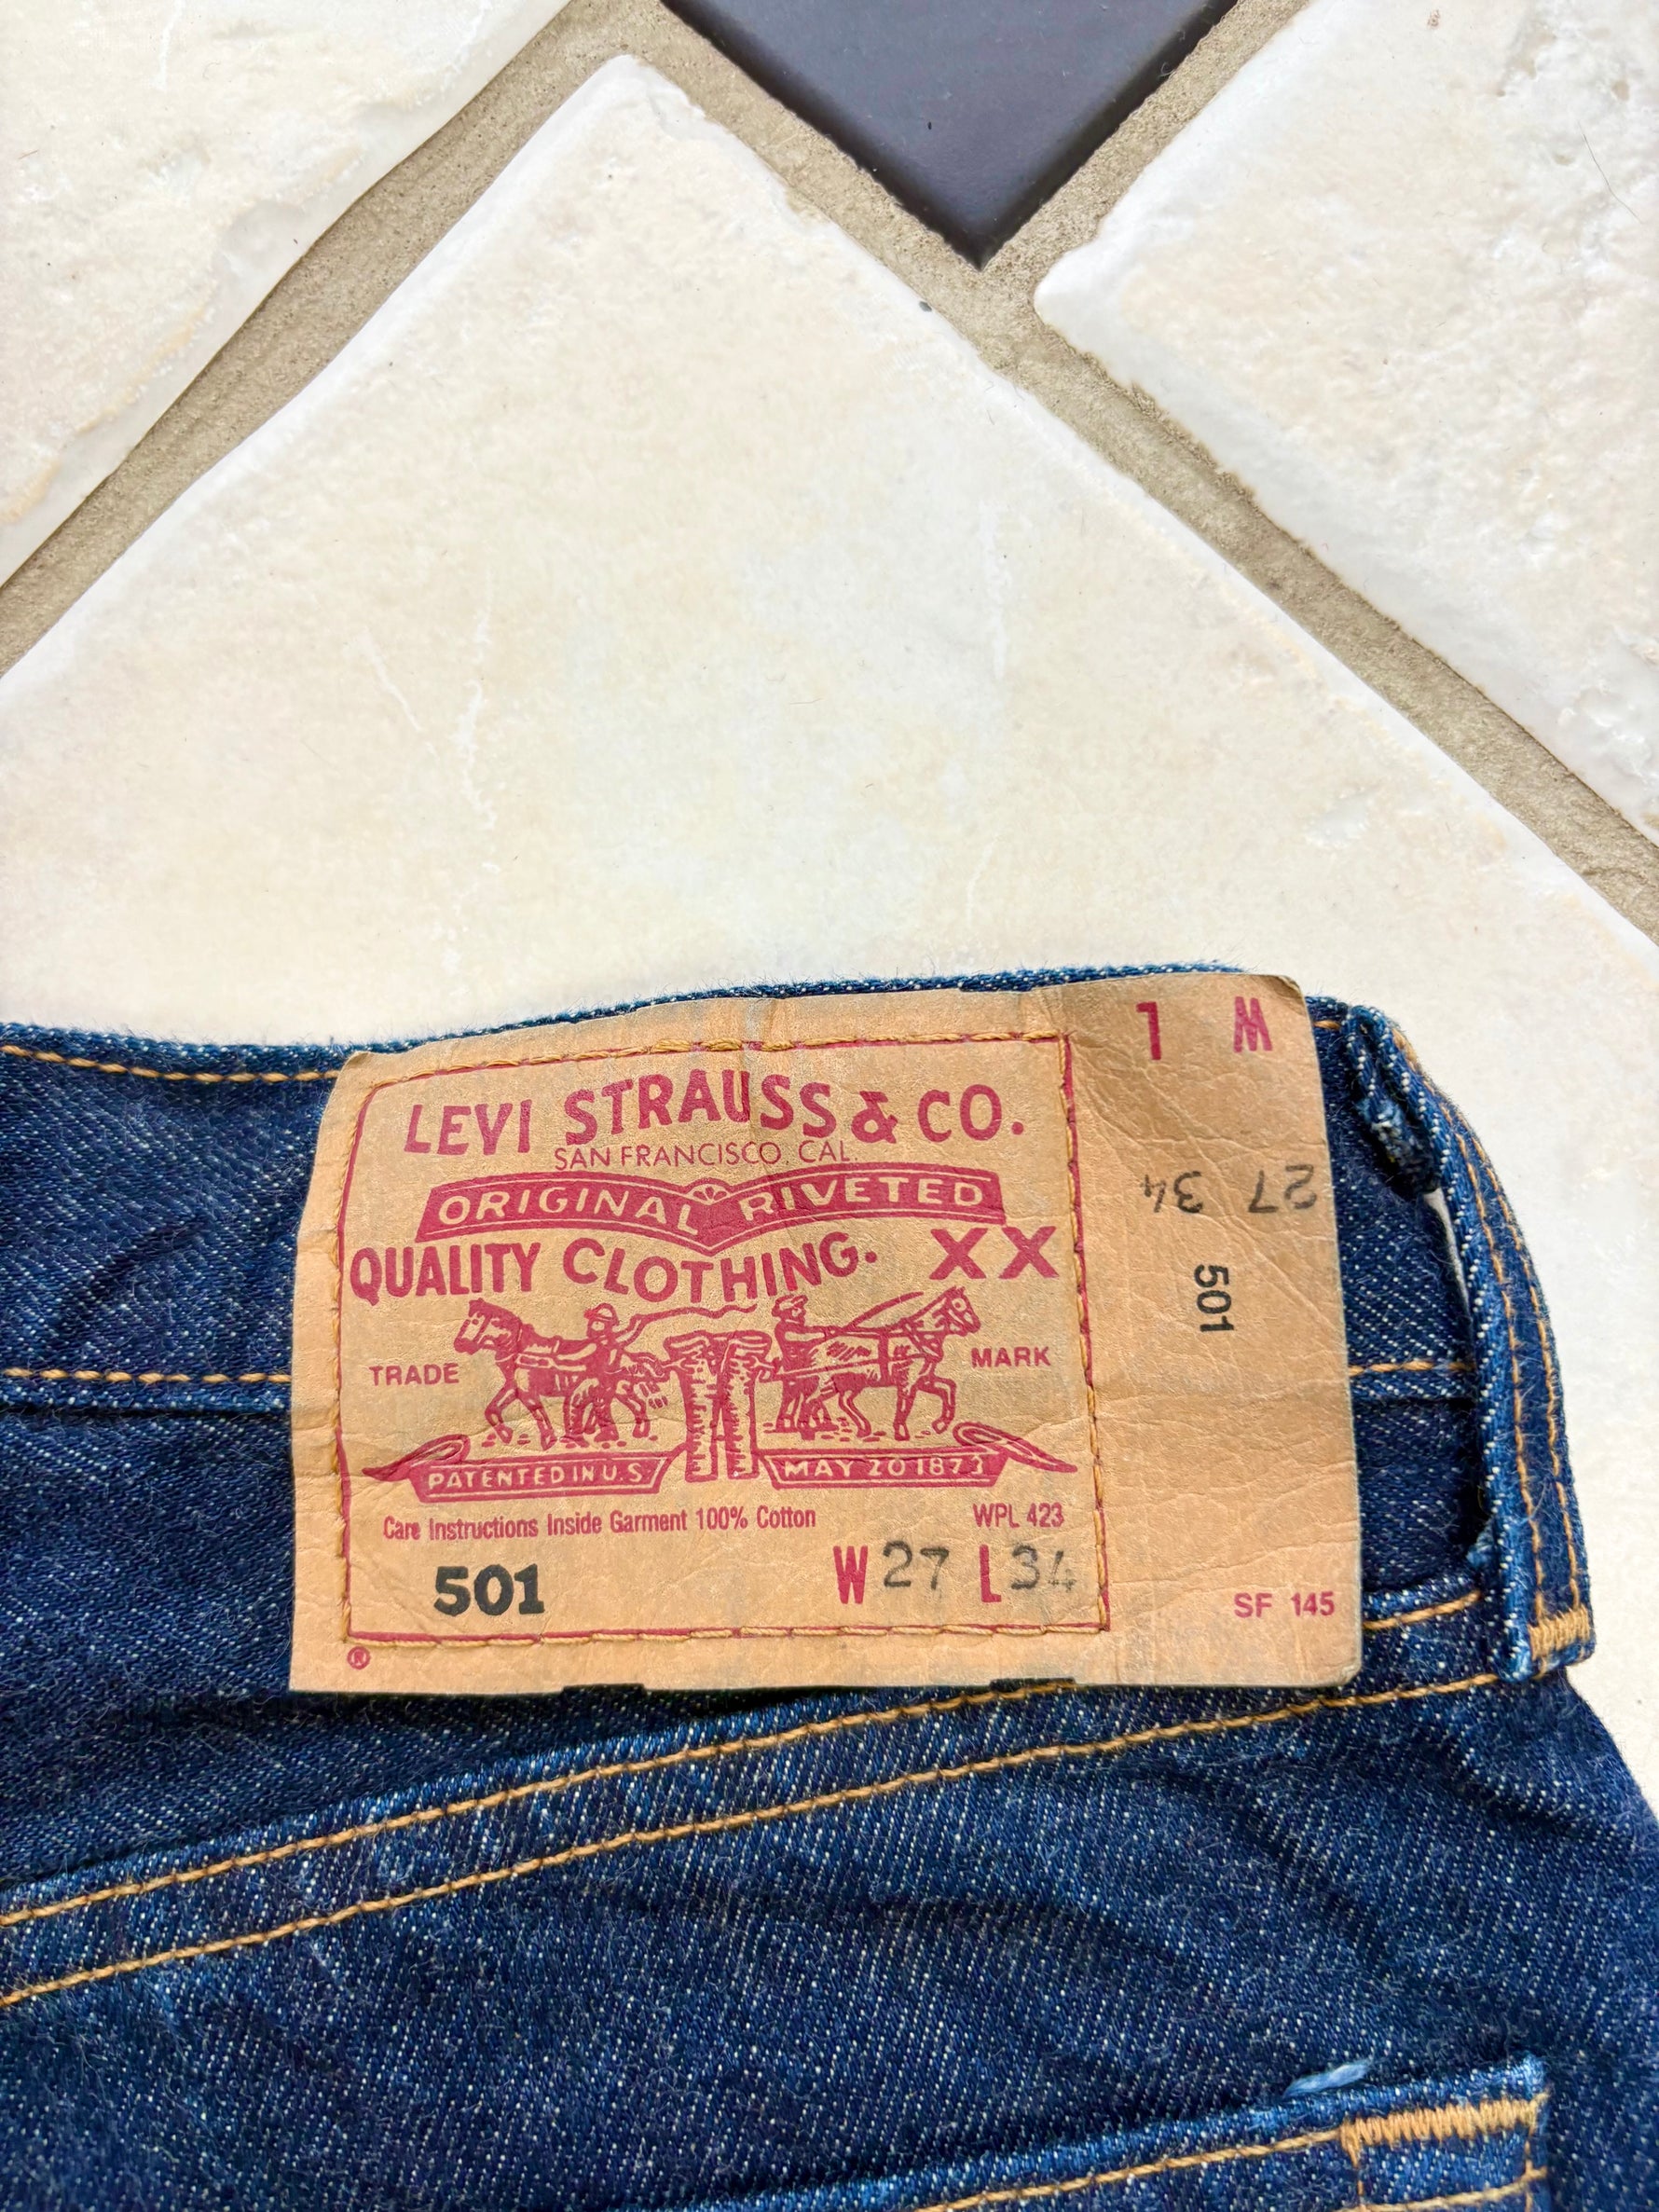 LEVI STRAUSS & CO.
SAN FRANCISCO, CAL.
ORIGINAL RIVETED
QUALITY CLOTHING. XX
TRADE MARK
PATENTED IN U.S MAY 20 1873
Care Instructions Inside Garment 100% Cotton WPL 423
501 W 27 L 34
®
W L
27 34
501
SF 145